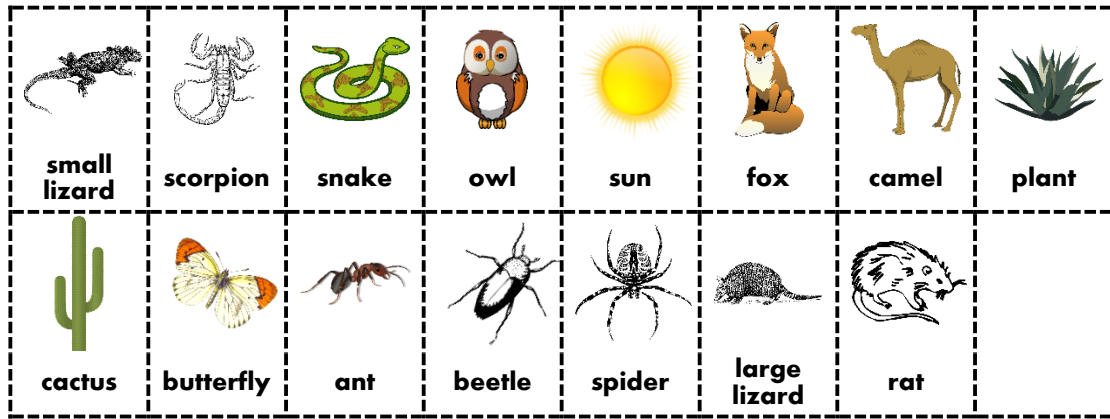 small
lizard
scorpion
snake
owl
sun
fox
camel
plant
cactus
butterfly
ant
beetle
spider
large
lizard
rat